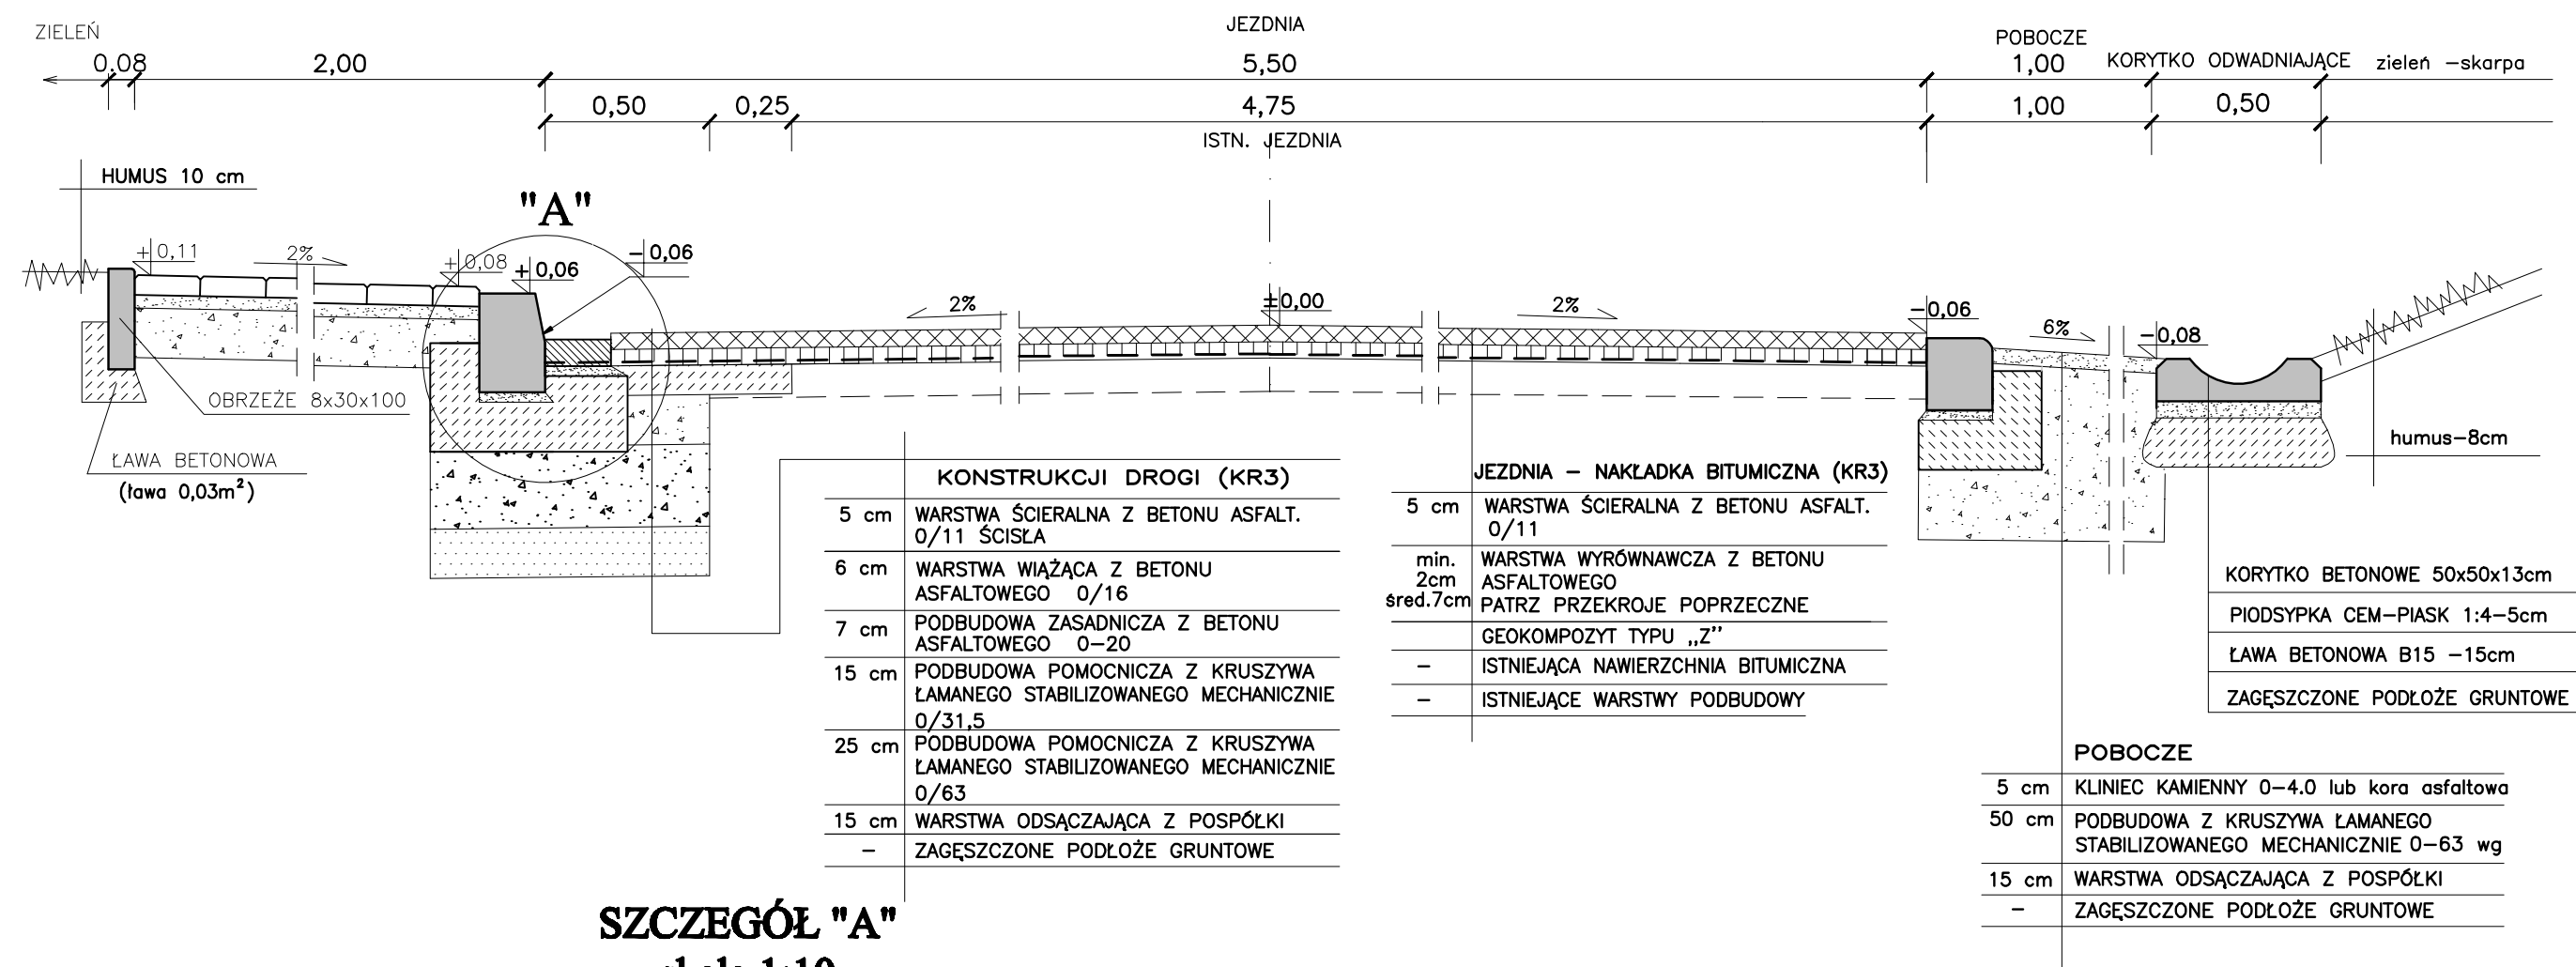 ZIELEŃ
JEZDNIA
POBOCZE
0.08
2,00
5,50
1,00
KORYTKO ODWADNIAJĄCE
zieleń -skarpa
0,50
0,25
4,75
1,00
0,50
ISTN. JEZDNIA
HUMUS 10 cm
"A"
+0,11
2%
+0,08
+0,06
-0,06
2%
±0,00
2%
-0,06
6%
-0,08
OBRZEŻE 8x30x100
ŁAWA BETONOWA
(ława 0,03m²)
humus-8cm
KONSTRUKCJI DROGI (KR3)
5 cm WARSTWA ŚCIERALNA Z BETONU ASFALT.
0/11 ŚCISŁA
6 cm WARSTWA WIĄŻĄCA Z BETONU
ASFALTOWEGO 0/16
7 cm PODBUDOWA ZASADNICZA Z BETONU
ASFALTOWEGO 0-20
15 cm PODBUDOWA POMOCNICZA Z KRUSZYWA
ŁAMANEGO STABILIZOWANEGO MECHANICZNIE
0/31,5
25 cm PODBUDOWA POMOCNICZA Z KRUSZYWA
ŁAMANEGO STABILIZOWANEGO MECHANICZNIE
0/63
15 cm WARSTWA ODSĄCZAJĄCA Z POSPÓŁKI
- ZAGĘSZCZONE PODŁOŻE GRUNTOWE
JEZDNIA - NAKŁADKA BITUMICZNA (KR3)
5 cm WARSTWA ŚCIERALNA Z BETONU ASFALT.
0/11
min. WARSTWA WYRÓWNAWCZA Z BETONU
2cm ASFALTOWEGO
śred.7cm PATRZ PRZEKROJE POPRZECZNE
GEOKOMPOZYT TYPU ,,Z''
- ISTNIEJĄCA NAWIERZCHNIA BITUMICZNA
- ISTNIEJĄCE WARSTWY PODBUDOWY
KORYTKO BETONOWE 50x50x13cm
PIODSYPKA CEM-PIASK 1:4-5cm
ŁAWA BETONOWA B15 -15cm
ZAGĘSZCZONE PODŁOŻE GRUNTOWE
POBOCZE
5 cm KLINIEC KAMIENNY 0-4.0 lub kora asfaltowa
50 cm PODBUDOWA Z KRUSZYWA ŁAMANEGO
STABILIZOWANEGO MECHANICZNIE 0-63 wg
15 cm WARSTWA ODSĄCZAJĄCA Z POSPÓŁKI
- ZAGĘSZCZONE PODŁOŻE GRUNTOWE
SZCZEGÓŁ "A"
1:10